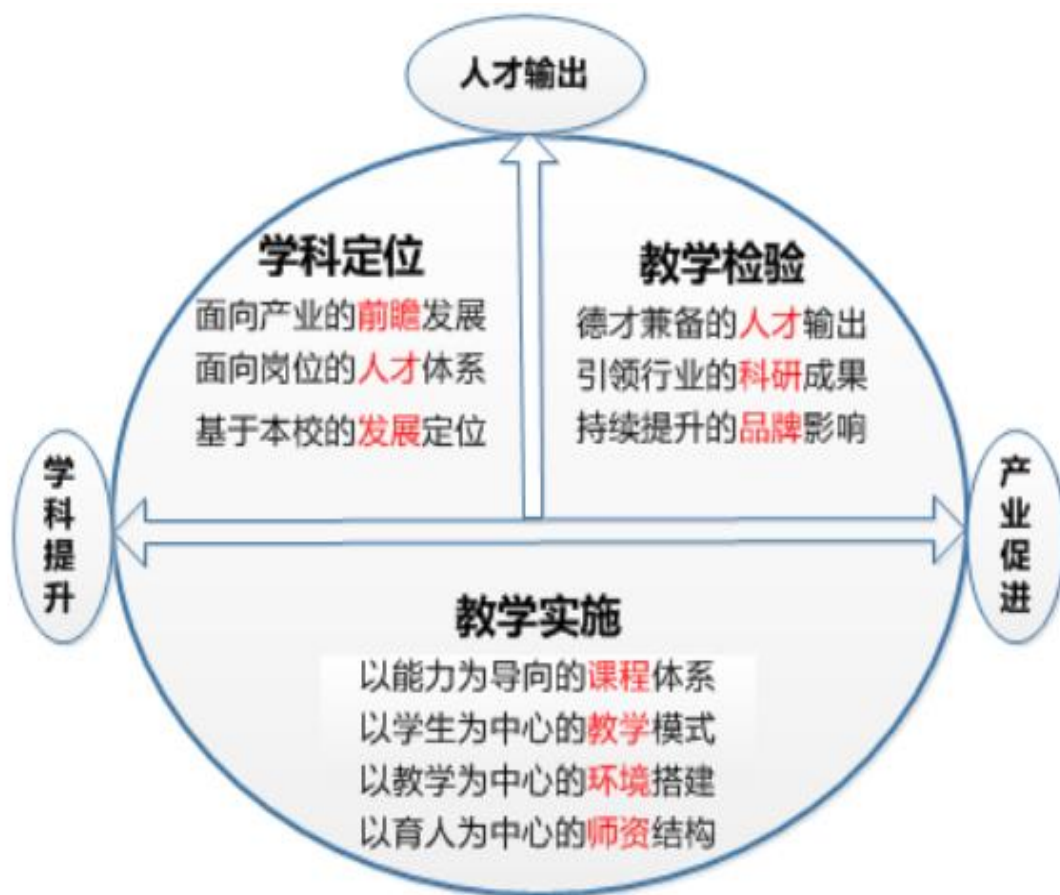 人才输出
学科定位
面向产业的前瞻发展
面向岗位的人才体系
基于本校的发展定位
教学检验
德才兼备的人才输出
引领行业的科研成果
持续提升的品牌影响
学科提升
产业促进
教学实施
以能力为导向的课程体系
以学生为中心的教学模式
以教学为中心的环境搭建
以育人为中心的师资结构